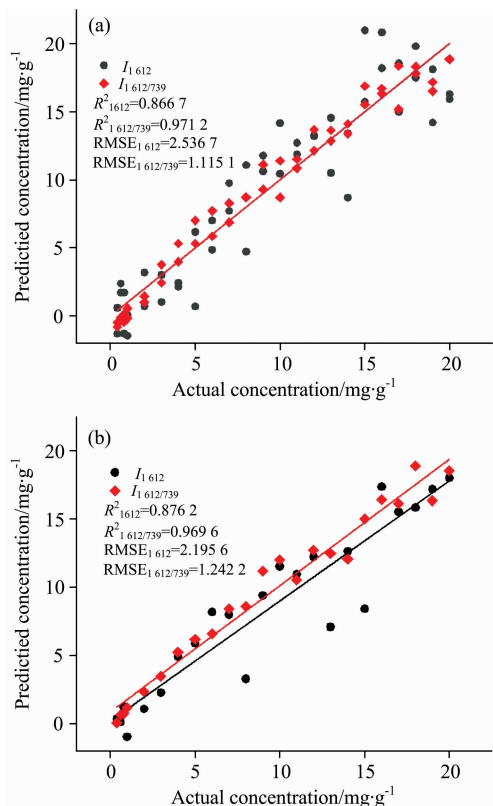 (a)
I1 612
I1 612/739
R²1612=0.866 7
R²1 612/739=0.971 2
RMSE1 612=2.536 7
RMSE1 612/739=1.115 1
20
15
10
5
0
Predictied concentration/mg·g⁻¹
0 5 10 15 20
Actual concentration/mg·g⁻¹
(b)
I1 612
I1 612/739
R²1612=0.876 2
R²1 612/739=0.969 6
RMSE1 612=2.195 6
RMSE1 612/739=1.242 2
20
15
10
5
0
Predictied concentration/mg·g⁻¹
0 5 10 15 20
Actual concentration/mg·g⁻¹